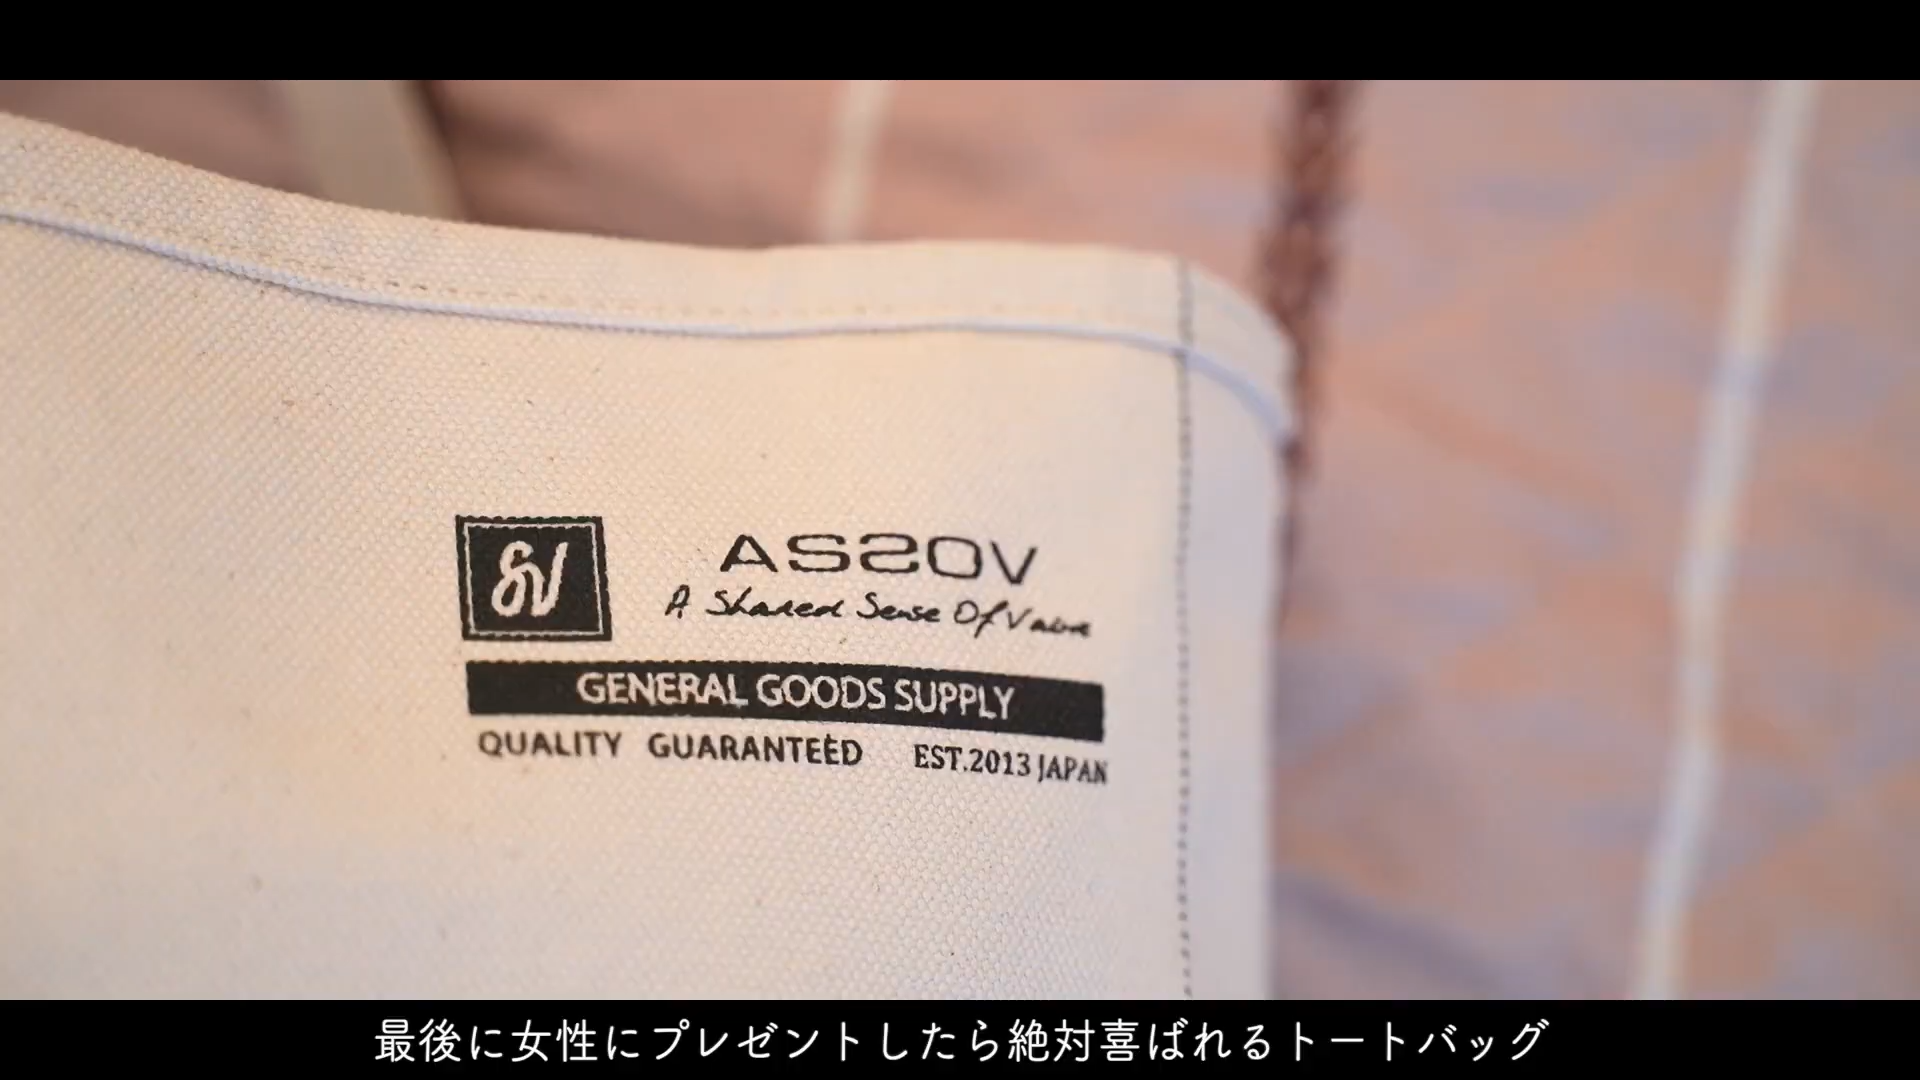 SV
ASSOV
A Shared Sense Of Value
GENERAL GOODS SUPPLY
QUALITY GUARANTEED EST.2013 JAPAN
最後に女性にプレゼントしたら絶対喜ばれるトートバッグ